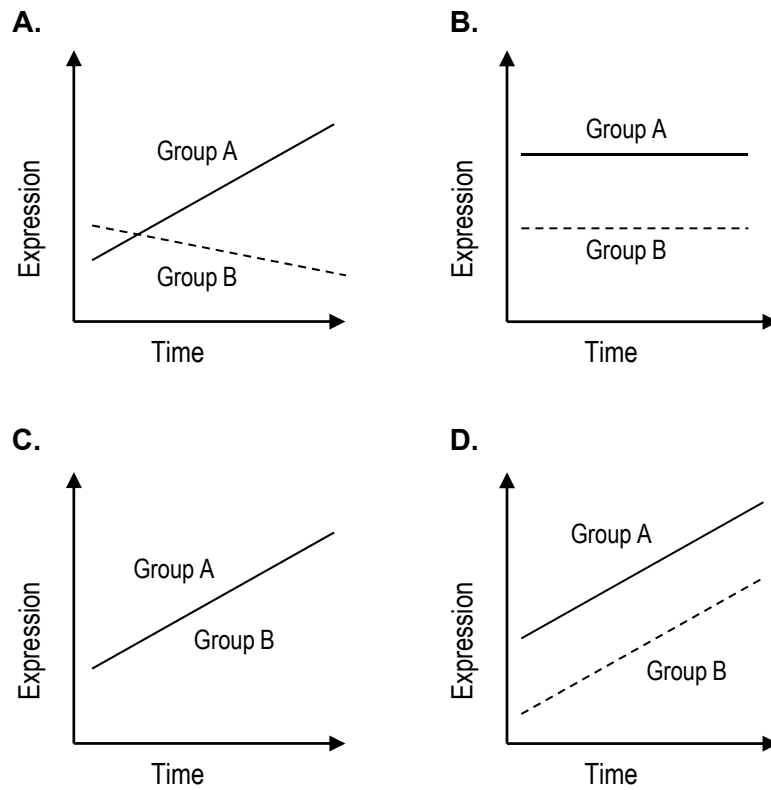 A.
Expression
Group A
Group B
Time
B.
Expression
Group A
Group B
Time
C.
Expression
Group A
Group B
Time
D.
Expression
Group A
Group B
Time